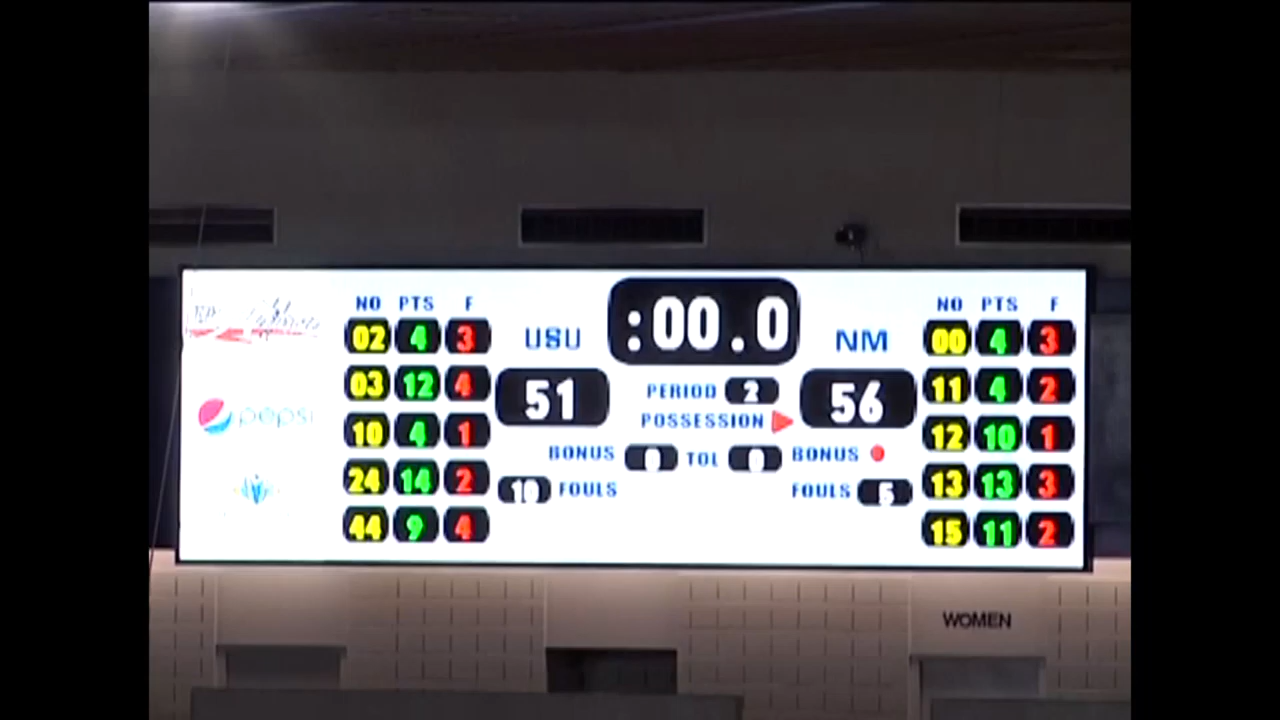 :00.0
NO PTS F
02 4 3
03 12 4
10 4 1
24 14 2
44 9 4
pepsi
USU
51
PERIOD 2
POSSESSION
BONUS 0 TOL 0 BONUS
10 FOULS
FOULS 5
NM
56
NO PTS F
00 4 3
11 4 2
12 10 1
13 13 3
15 11 2
WOMEN